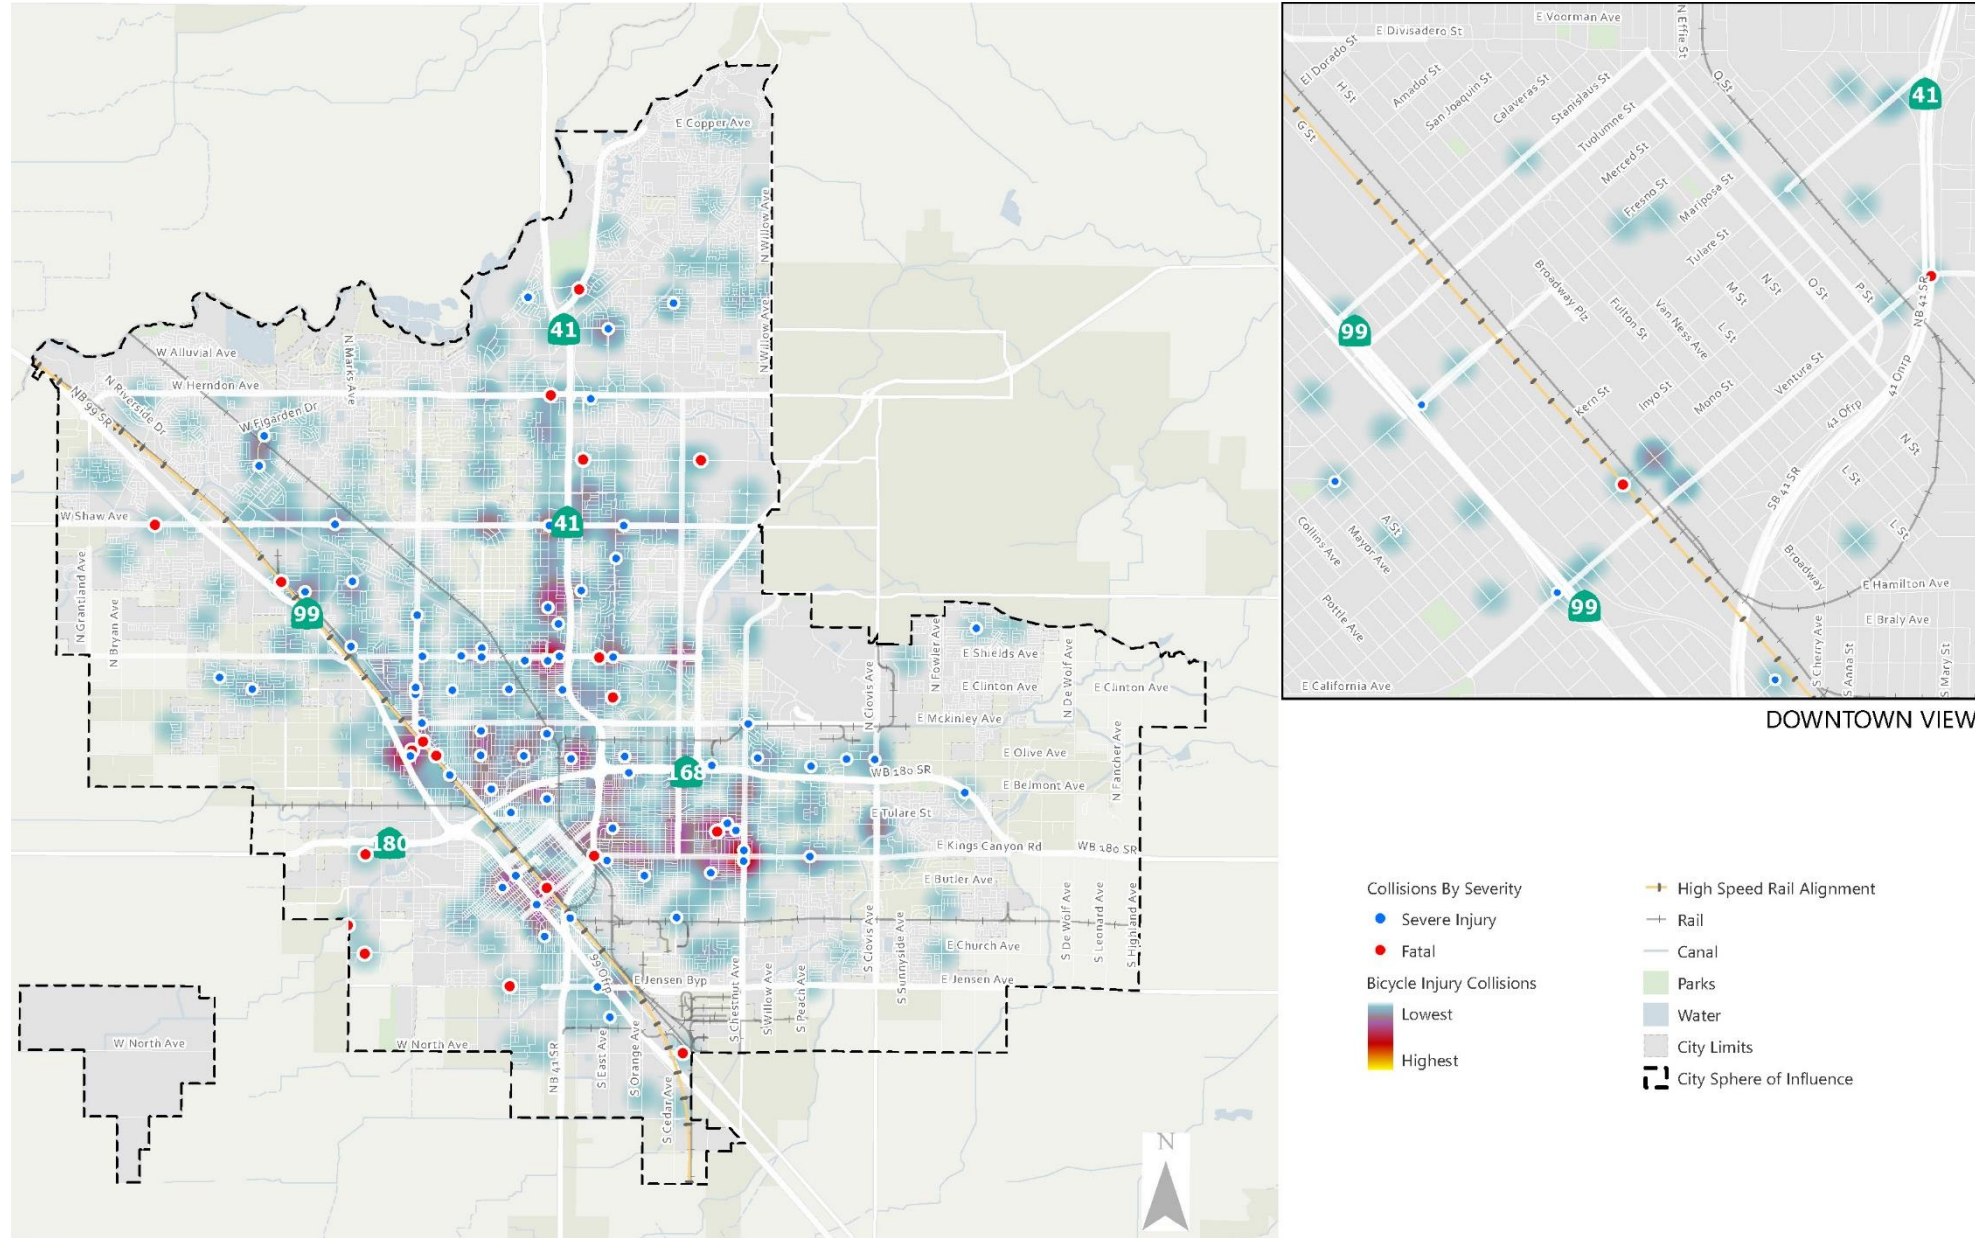 E Copper Ave
N Willow Ave
N Willow Ave
41
W Alluvial Ave
N Marks Ave
W Herndon Ave
N Riverside Dr
NB 99 SR
W Figarden Dr
W Shaw Ave
41
N Grantland Ave
N Bryan Ave
99
N Fowler Ave
E Shields Ave
N De Wolf Ave
E Clinton Ave
E Clinton Ave
N Clovis Ave
E Mckinley Ave
E Olive Ave
N Fancher Ave
168
WB 180 SR
E Belmont Ave
E Tulare St
180
E Kings Canyon Rd
WB 180 SR
E Butler Ave
S De Wolf Ave
S Leonard Ave
S Highland Ave
S Clovis Ave
S Sunnyside Ave
E Church Ave
99 Ofrp
E Jensen Byp
E Jensen Ave
S Chestnut Ave
S Willow Ave
S Peach Ave
W North Ave
W North Ave
NB 41 SR
S East Ave
S Orange Ave
S Cedar Ave
N
E Voorman Ave
N Effie St
E Divisadero St
El Dorado St
H St
G St
Amador St
San Joaquin St
Calaveras St
Stanislaus St
Tuolumne St
Q St
41
Merced St
Fresno St
Mariposa St
Tulare St
Broadway Plz
Fulton St
Van Ness Ave
L St
M St
N St
O St
P St
NB 41 SR
99
Kern St
Inyo St
Mono St
Ventura St
41 Onrp
41 Ofrp
SB 41 SR
N St
L St
L St
Broadway
Collins Ave
Mayor Ave
A St
Pottle Ave
99
E Hamilton Ave
E Braly Ave
S Cherry Ave
S Anna St
S Mary St
E California Ave
DOWNTOWN VIEW
Collisions By Severity
Severe Injury
Fatal
Bicycle Injury Collisions
Lowest
Highest
High Speed Rail Alignment
Rail
Canal
Parks
Water
City Limits
City Sphere of Influence